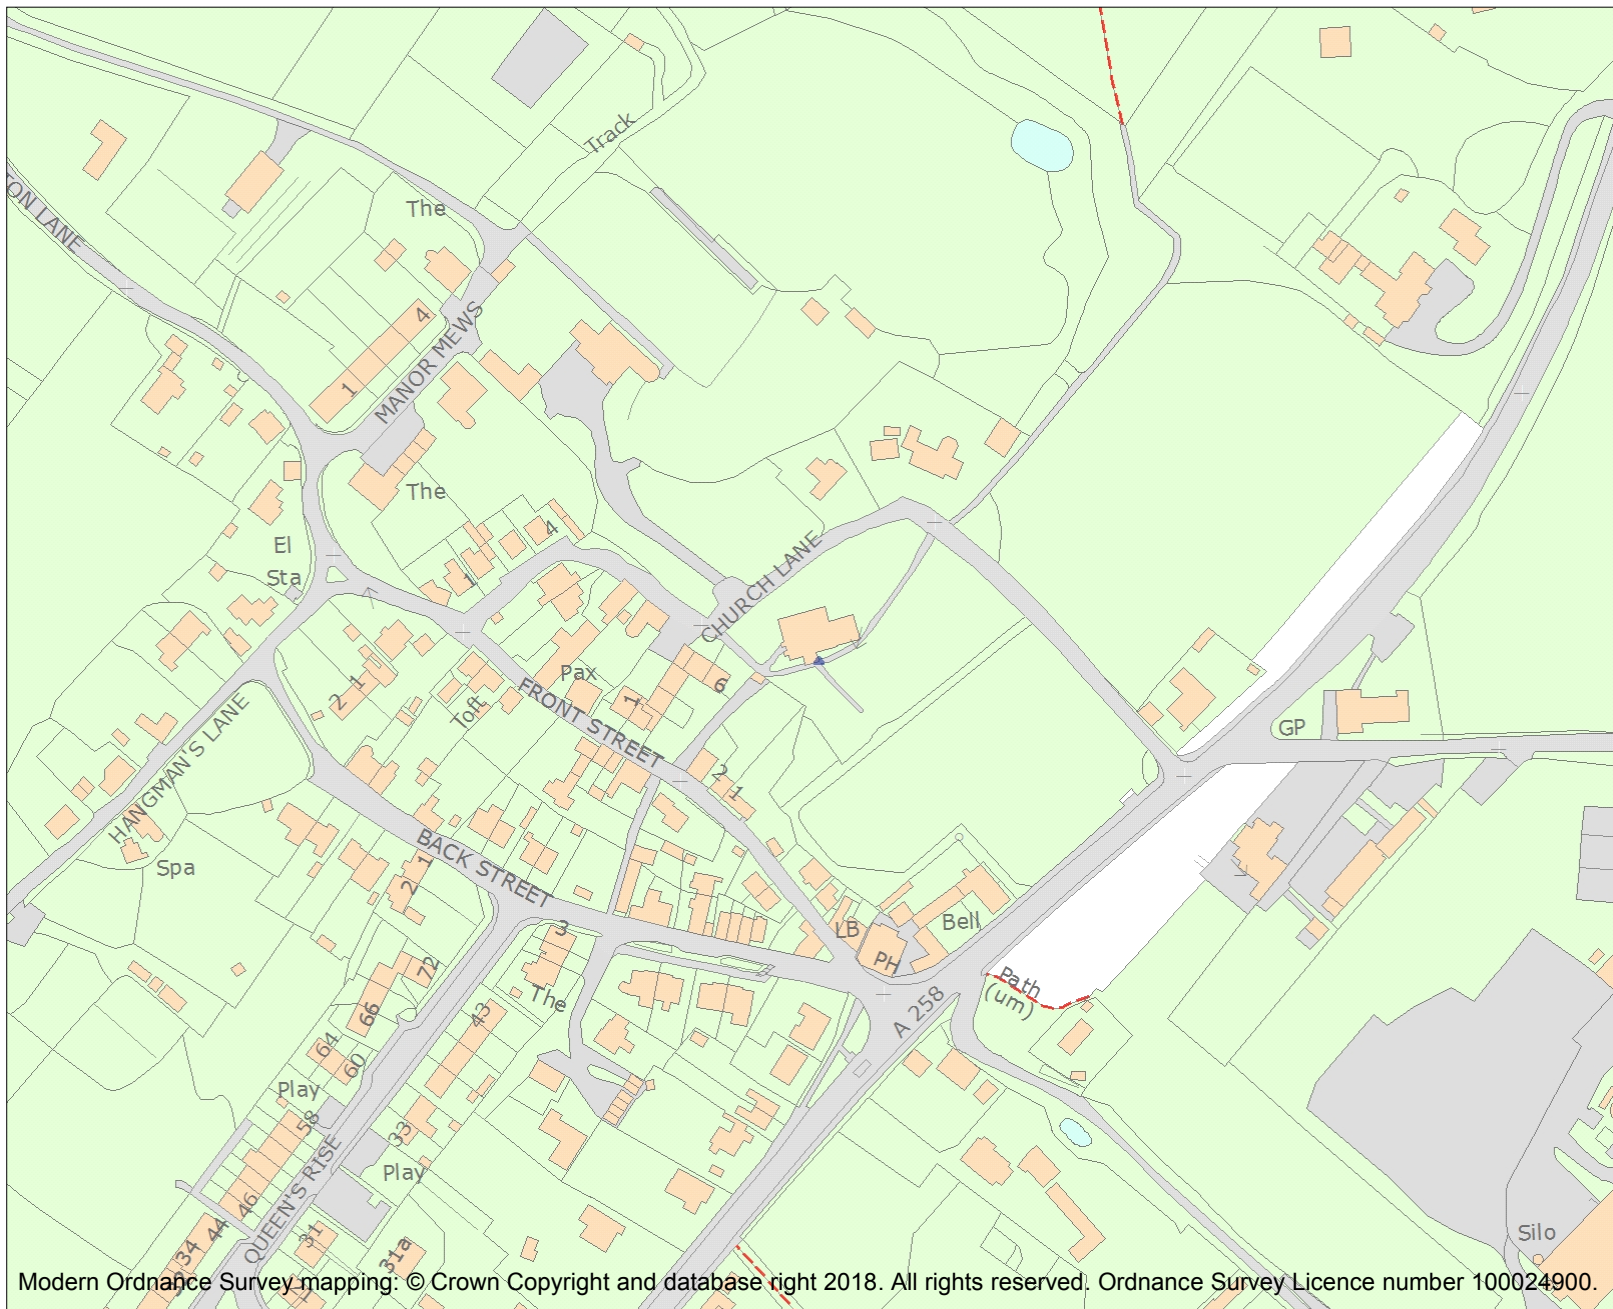 Track
The
TON LANE
4
MANOR MEWS
1
The
El
Sta
4
1
CHURCH LANE
Pax
6
1
2 1
Toft
FRONT STREET
GP
HANGMAN'S LANE
2 1
Spa
BACK STREET
2 1
3
LB
Bell
PH
72
The
Path
(um)
A 258
66
43
64
60
Play
58
33
Play
QUEEN'S RISE
46
44
34
31
31a
Silo
Modern Ordnance Survey mapping: © Crown Copyright and database right 2018. All rights reserved. Ordnance Survey Licence number 100024900.